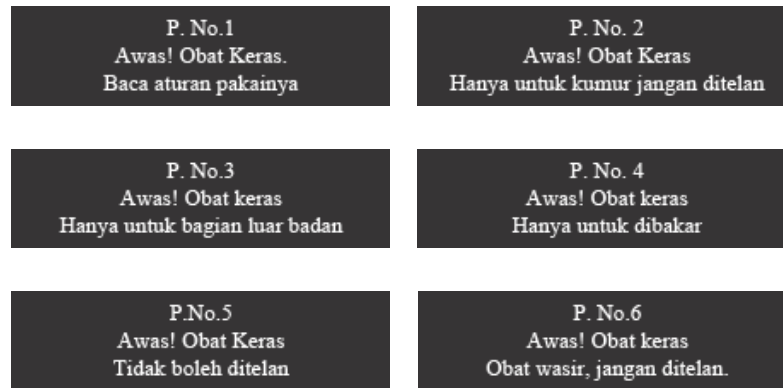 P. No.1
Awas! Obat Keras.
Baca aturan pakainya
P. No. 2
Awas! Obat Keras
Hanya untuk kumur jangan ditelan
P. No.3
Awas! Obat keras
Hanya untuk bagian luar badan
P. No. 4
Awas! Obat keras
Hanya untuk dibakar
P.No.5
Awas! Obat Keras
Tidak boleh ditelan
P. No.6
Awas! Obat keras
Obat wasir, jangan ditelan.